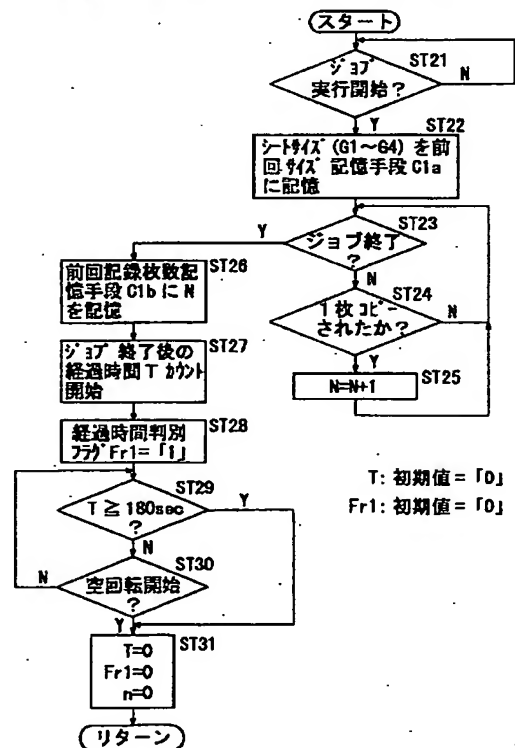 スタート
ジョブ
実行開始?
ST21
N
Y
ST22
シートサイズ(G1~G4)を前
回サイズ記憶手段C1a
に記憶
ST23
Y
ジョブ終了
?
N
ST26
前回記録枚数記
憶手段C1bにN
を記憶
ST24
1枚コピー
されたか?
N
Y
ST27
ジョブ終了後の
経過時間Tカウント
開始
ST25
N=N+1
ST28
経過時間判別
フラグFr1=「1」
T:初期値=「0」
Fr1:初期値=「0」
ST29
T≧180sec
?
Y
N
ST30
空回転開始
?
N
Y
ST31
T=0
Fr1=0
n=0
リターン